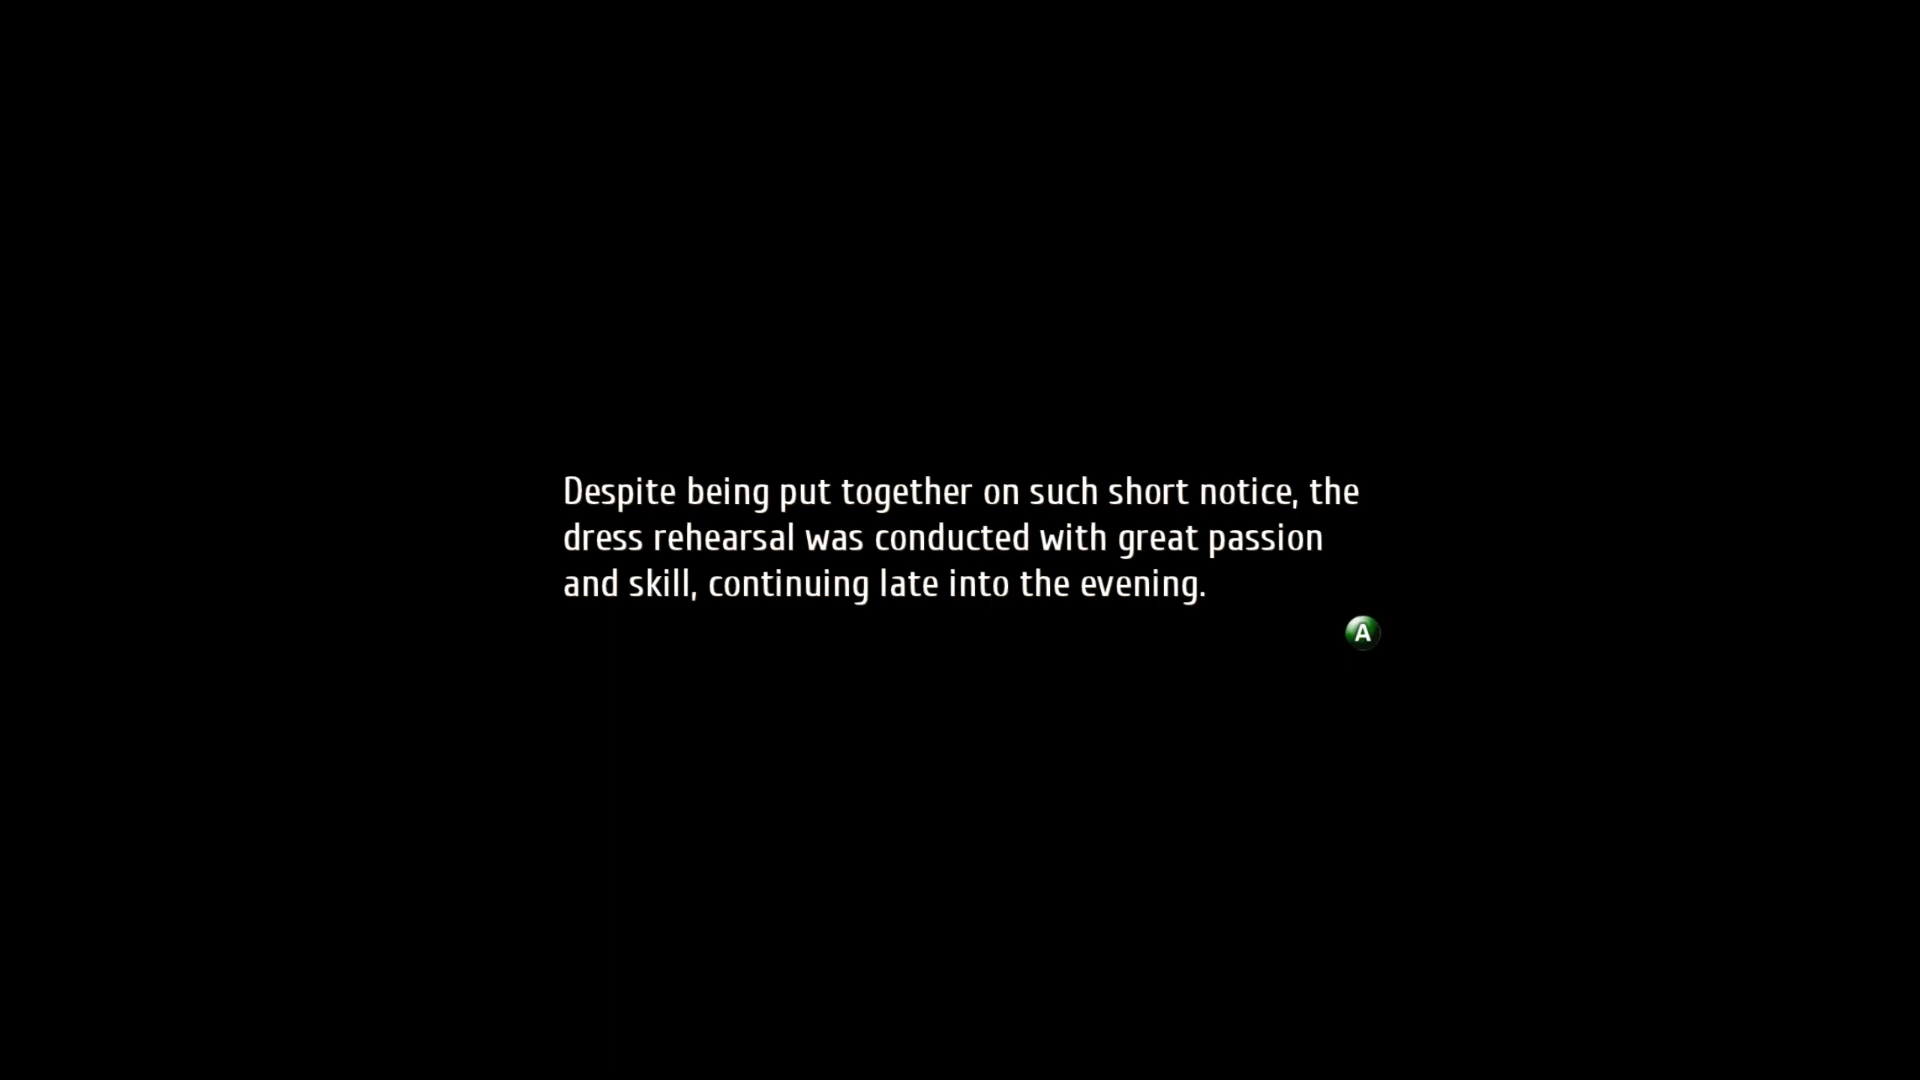 Despite being put together on such short notice, the
dress rehearsal was conducted with great passion
and skill, continuing late into the evening.
A